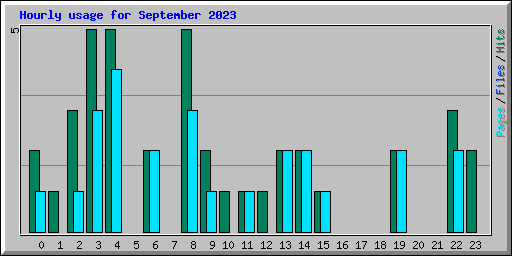 Hourly usage for September 2023
5
Pages/Files/Hits
0 1 2 3 4 5 6 7 8 9 10 11 12 13 14 15 16 17 18 19 20 21 22 23